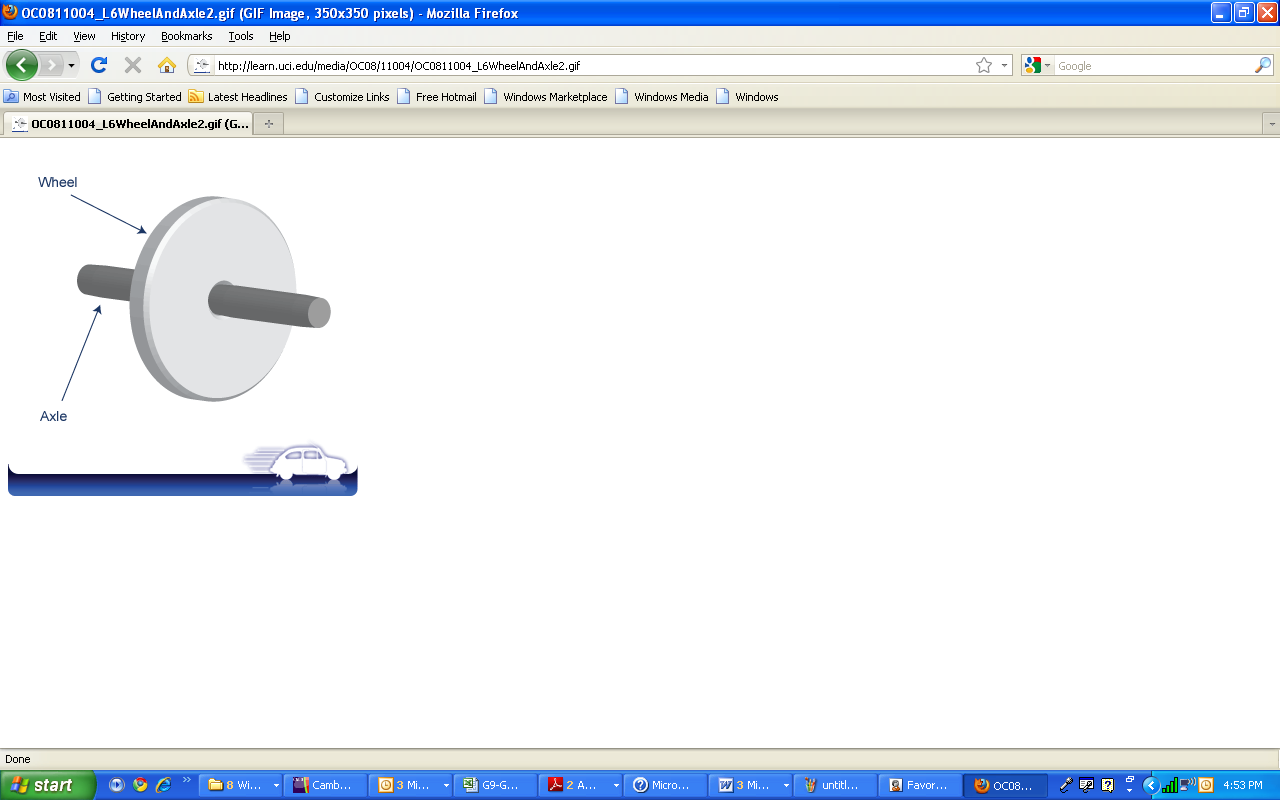 OC0811004_L6WheelAndAxle2.gif (GIF Image, 350x350 pixels) - Mozilla Firefox
File Edit View History Bookmarks Tools Help
http://learn.uci.edu/media/OC08/11004/OC0811004_L6WheelAndAxle2.gif Google
Most Visited Getting Started Latest Headlines Customize Links Free Hotmail Windows Marketplace Windows Media Windows
OC0811004_L6WheelAndAxle2.gif (G...
Wheel
Axle
Done
start 8 Wi... Camb... 3 Mi... G9-G... 2 A... Micro... 3 Mi... untitl... Favor... OC08... 4:53 PM